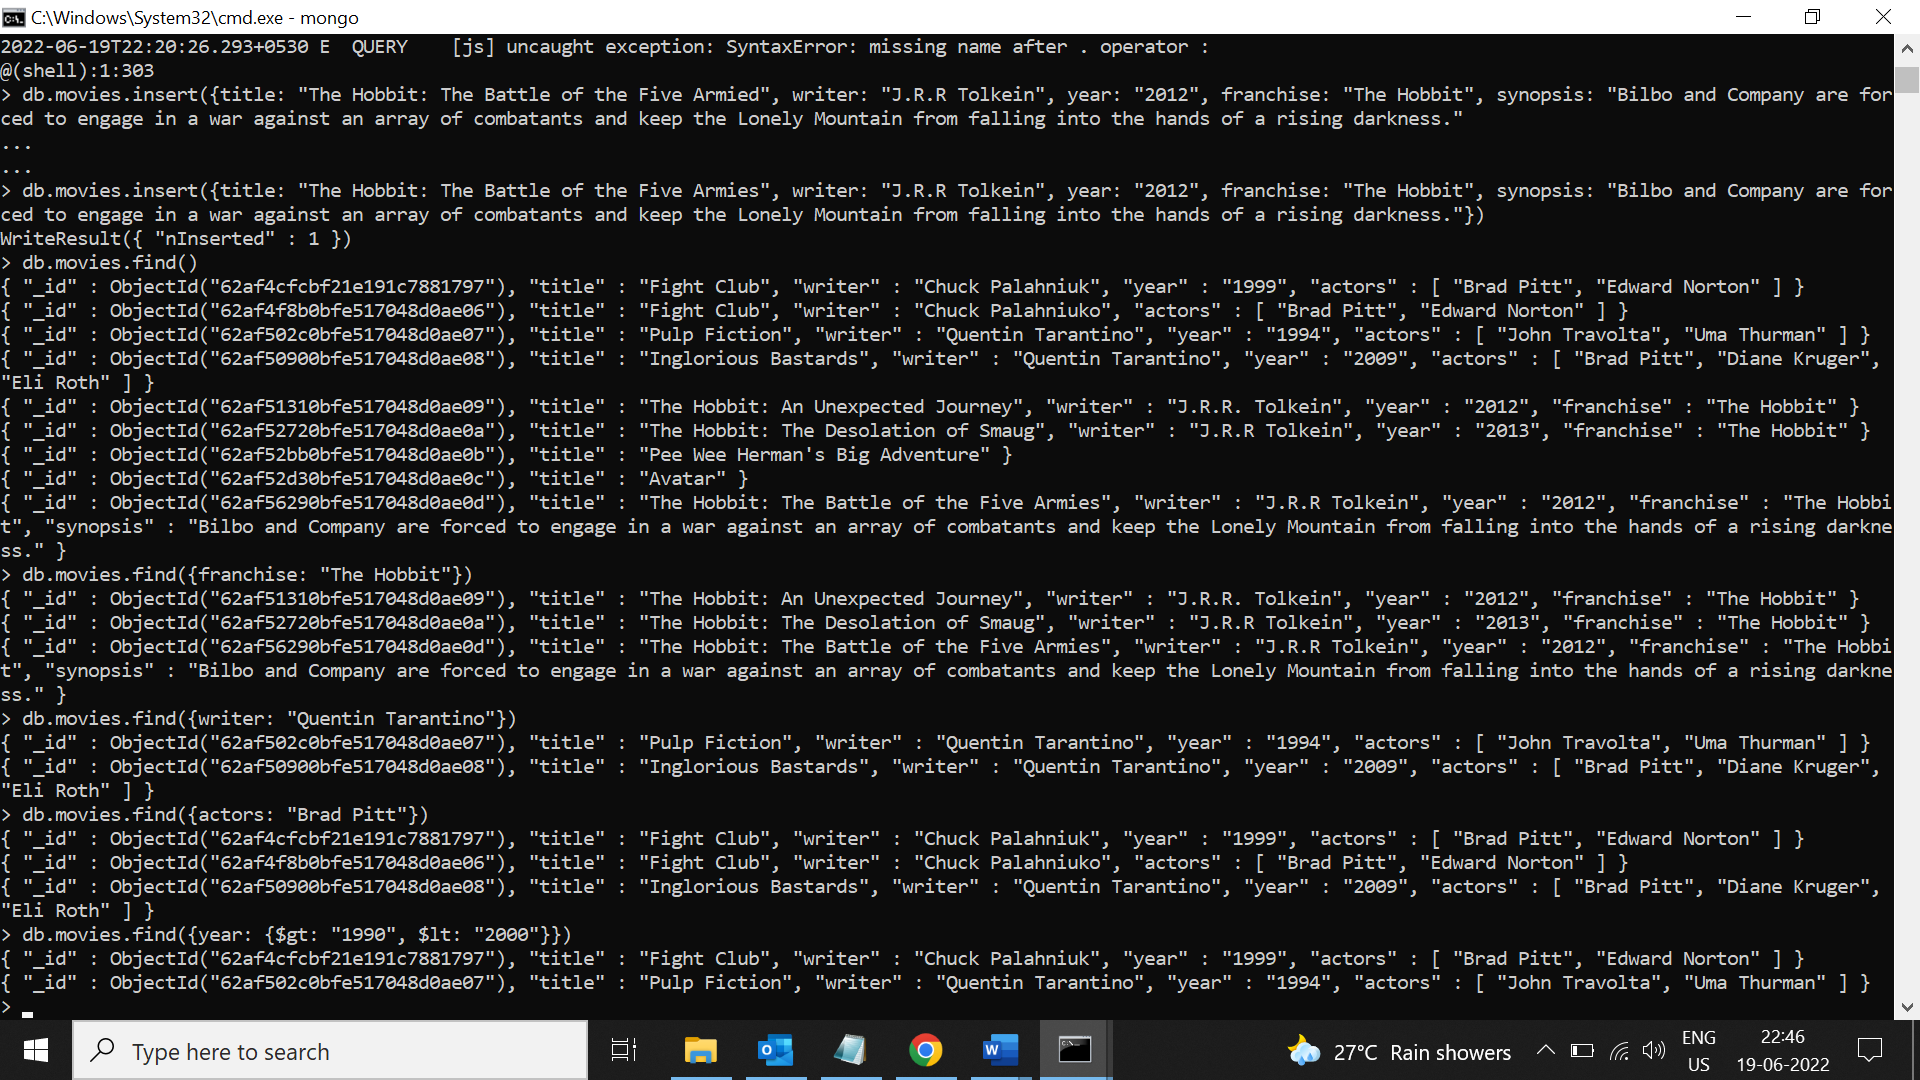 C:\Windows\System32\cmd.exe - mongo
2022-06-19T22:20:26.293+0530 E  QUERY    [js] uncaught exception: SyntaxError: missing name after . operator :
@(shell):1:303
> db.movies.insert({title: "The Hobbit: The Battle of the Five Armied", writer: "J.R.R Tolkein", year: "2012", franchise: "The Hobbit", synopsis: "Bilbo and Company are for
ced to engage in a war against an array of combatants and keep the Lonely Mountain from falling into the hands of a rising darkness."
...
...
> db.movies.insert({title: "The Hobbit: The Battle of the Five Armies", writer: "J.R.R Tolkein", year: "2012", franchise: "The Hobbit", synopsis: "Bilbo and Company are for
ced to engage in a war against an array of combatants and keep the Lonely Mountain from falling into the hands of a rising darkness."})
WriteResult({ "nInserted" : 1 })
> db.movies.find()
{ "_id" : ObjectId("62af4cfcbf21e191c7881797"), "title" : "Fight Club", "writer" : "Chuck Palahniuk", "year" : "1999", "actors" : [ "Brad Pitt", "Edward Norton" ] }
{ "_id" : ObjectId("62af4f8b0bfe517048d0ae06"), "title" : "Fight Club", "writer" : "Chuck Palahniuko", "actors" : [ "Brad Pitt", "Edward Norton" ] }
{ "_id" : ObjectId("62af502c0bfe517048d0ae07"), "title" : "Pulp Fiction", "writer" : "Quentin Tarantino", "year" : "1994", "actors" : [ "John Travolta", "Uma Thurman" ] }
{ "_id" : ObjectId("62af50900bfe517048d0ae08"), "title" : "Inglorious Bastards", "writer" : "Quentin Tarantino", "year" : "2009", "actors" : [ "Brad Pitt", "Diane Kruger",
"Eli Roth" ] }
{ "_id" : ObjectId("62af51310bfe517048d0ae09"), "title" : "The Hobbit: An Unexpected Journey", "writer" : "J.R.R. Tolkein", "year" : "2012", "franchise" : "The Hobbit" }
{ "_id" : ObjectId("62af52720bfe517048d0ae0a"), "title" : "The Hobbit: The Desolation of Smaug", "writer" : "J.R.R Tolkein", "year" : "2013", "franchise" : "The Hobbit" }
{ "_id" : ObjectId("62af52bb0bfe517048d0ae0b"), "title" : "Pee Wee Herman's Big Adventure" }
{ "_id" : ObjectId("62af52d30bfe517048d0ae0c"), "title" : "Avatar" }
{ "_id" : ObjectId("62af56290bfe517048d0ae0d"), "title" : "The Hobbit: The Battle of the Five Armies", "writer" : "J.R.R Tolkein", "year" : "2012", "franchise" : "The Hobbi
t", "synopsis" : "Bilbo and Company are forced to engage in a war against an array of combatants and keep the Lonely Mountain from falling into the hands of a rising darkne
ss." }
> db.movies.find({franchise: "The Hobbit"})
{ "_id" : ObjectId("62af51310bfe517048d0ae09"), "title" : "The Hobbit: An Unexpected Journey", "writer" : "J.R.R. Tolkein", "year" : "2012", "franchise" : "The Hobbit" }
{ "_id" : ObjectId("62af52720bfe517048d0ae0a"), "title" : "The Hobbit: The Desolation of Smaug", "writer" : "J.R.R Tolkein", "year" : "2013", "franchise" : "The Hobbit" }
{ "_id" : ObjectId("62af56290bfe517048d0ae0d"), "title" : "The Hobbit: The Battle of the Five Armies", "writer" : "J.R.R Tolkein", "year" : "2012", "franchise" : "The Hobbi
t", "synopsis" : "Bilbo and Company are forced to engage in a war against an array of combatants and keep the Lonely Mountain from falling into the hands of a rising darkne
ss." }
> db.movies.find({writer: "Quentin Tarantino"})
{ "_id" : ObjectId("62af502c0bfe517048d0ae07"), "title" : "Pulp Fiction", "writer" : "Quentin Tarantino", "year" : "1994", "actors" : [ "John Travolta", "Uma Thurman" ] }
{ "_id" : ObjectId("62af50900bfe517048d0ae08"), "title" : "Inglorious Bastards", "writer" : "Quentin Tarantino", "year" : "2009", "actors" : [ "Brad Pitt", "Diane Kruger",
"Eli Roth" ] }
> db.movies.find({actors: "Brad Pitt"})
{ "_id" : ObjectId("62af4cfcbf21e191c7881797"), "title" : "Fight Club", "writer" : "Chuck Palahniuk", "year" : "1999", "actors" : [ "Brad Pitt", "Edward Norton" ] }
{ "_id" : ObjectId("62af4f8b0bfe517048d0ae06"), "title" : "Fight Club", "writer" : "Chuck Palahniuko", "actors" : [ "Brad Pitt", "Edward Norton" ] }
{ "_id" : ObjectId("62af50900bfe517048d0ae08"), "title" : "Inglorious Bastards", "writer" : "Quentin Tarantino", "year" : "2009", "actors" : [ "Brad Pitt", "Diane Kruger",
"Eli Roth" ] }
> db.movies.find({year: {$gt: "1990", $lt: "2000"}})
{ "_id" : ObjectId("62af4cfcbf21e191c7881797"), "title" : "Fight Club", "writer" : "Chuck Palahniuk", "year" : "1999", "actors" : [ "Brad Pitt", "Edward Norton" ] }
{ "_id" : ObjectId("62af502c0bfe517048d0ae07"), "title" : "Pulp Fiction", "writer" : "Quentin Tarantino", "year" : "1994", "actors" : [ "John Travolta", "Uma Thurman" ] }
>
Type here to search
27°C Rain showers
ENG
US
22:46
19-06-2022